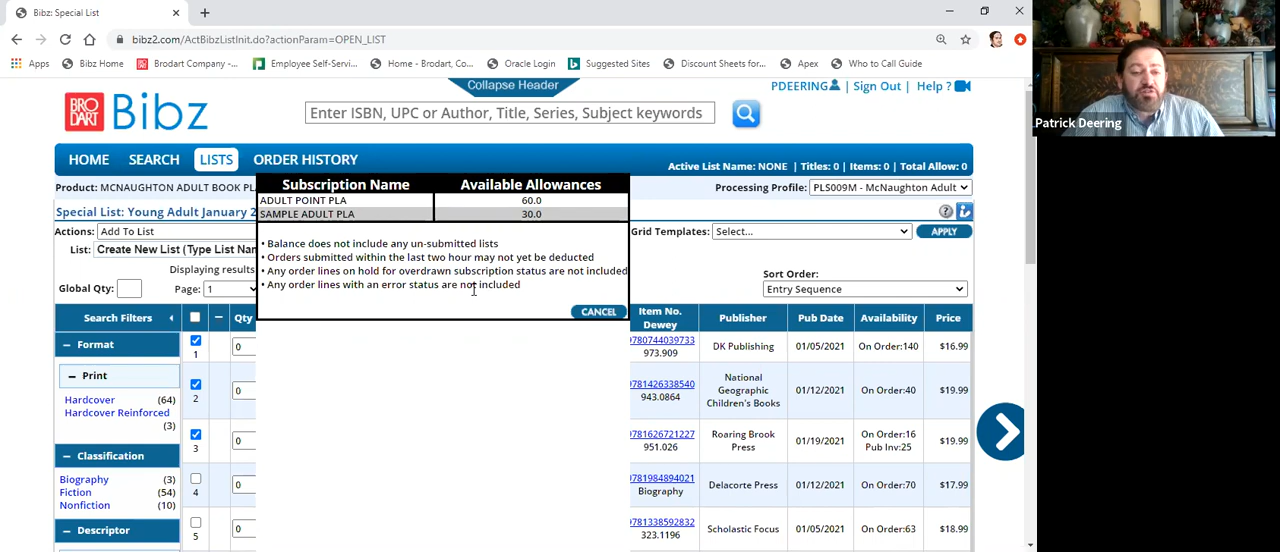 Bibz: Special List
bibz2.com/ActBibzListInit.do?actionParam=OPEN_LIST
Apps Bibz Home Brodart Company -... Employee Self-Servi... Home - Brodart, Co... Oracle Login Suggested Sites Discount Sheets for... Apex Who to Call Guide
Patrick Deering
Collapse Header
PDEERING | Sign Out | Help ?
BRO
DART
Bibz
Enter ISBN, UPC or Author, Title, Series, Subject keywords
HOME SEARCH LISTS ORDER HISTORY
Active List Name: NONE | Titles: 0 | Items: 0 | Total Allow: 0
Product: MCNAUGHTON ADULT BOOK PL
Processing Profile: PLS009M - McNaughton Adult
Subscription Name Available Allowances
ADULT POINT PLA 60.0
SAMPLE ADULT PLA 30.0
• Balance does not include any un-submitted lists
• Orders submitted within the last two hour may not yet be deducted
• Any order lines on hold for overdrawn subscription status are not included
• Any order lines with an error status are not included
CANCEL
Special List: Young Adult January 2
Actions: Add To List
Grid Templates: Select... APPLY
List: Create New List (Type List Nam
Displaying results
Sort Order:
Global Qty: Page: 1
Entry Sequence
Search Filters Qty Item No. Dewey Publisher Pub Date Availability Price
Format
Print
Hardcover (64)
Hardcover Reinforced
(3)
Classification
Biography (3)
Fiction (54)
Nonfiction (10)
Descriptor
1 0 9780744039733 973.909 DK Publishing 01/05/2021 On Order:140 $16.99
2 0 9781426338540 943.0864 National Geographic Children's Books 01/12/2021 On Order:40 $19.99
3 0 9781626721227 951.026 Roaring Brook Press 01/19/2021 On Order:16 Pub Inv:25 $19.99
4 0 9781984894021 Biography Delacorte Press 01/12/2021 On Order:70 $17.99
5 0 9781338592832 323.1196 Scholastic Focus 01/05/2021 On Order:63 $18.99